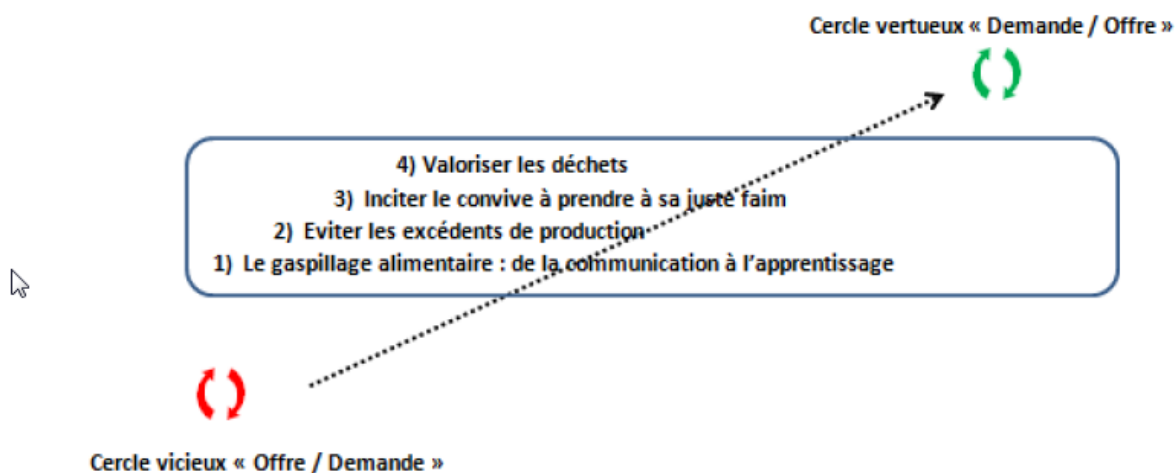 Cercle vertueux « Demande / Offre »
4) Valoriser les déchets
3) Inciter le convive à prendre à sa juste faim
2) Eviter les excédents de production
1) Le gaspillage alimentaire : de la communication à l'apprentissage
Cercle vicieux « Offre / Demande »